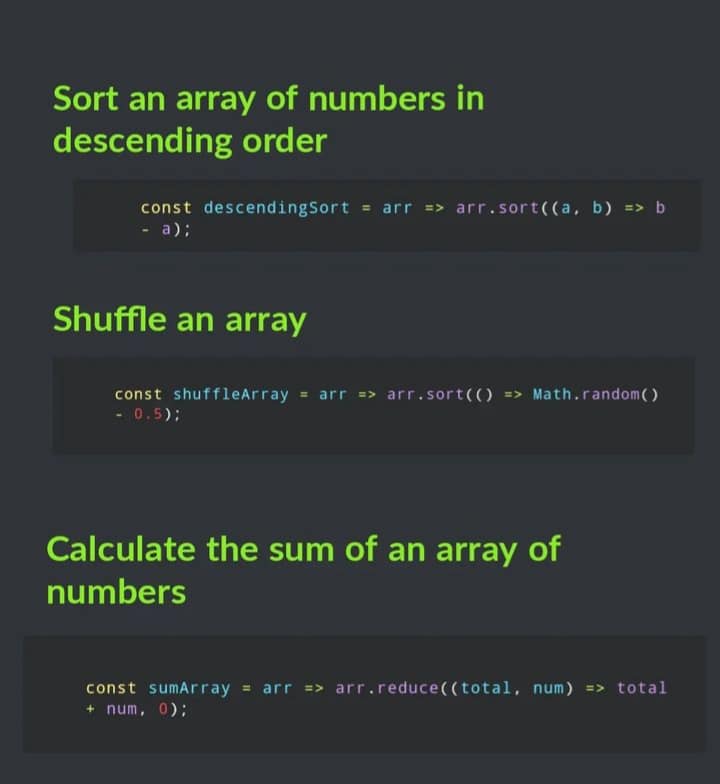 Sort an array of numbers in
descending order
const descendingSort = arr => arr.sort((a, b) => b
- a);
Shuffle an array
const shuffleArray = arr => arr.sort(() => Math.random()
- 0.5);
Calculate the sum of an array of
numbers
const sumArray = arr => arr.reduce((total, num) => total
+ num, 0);